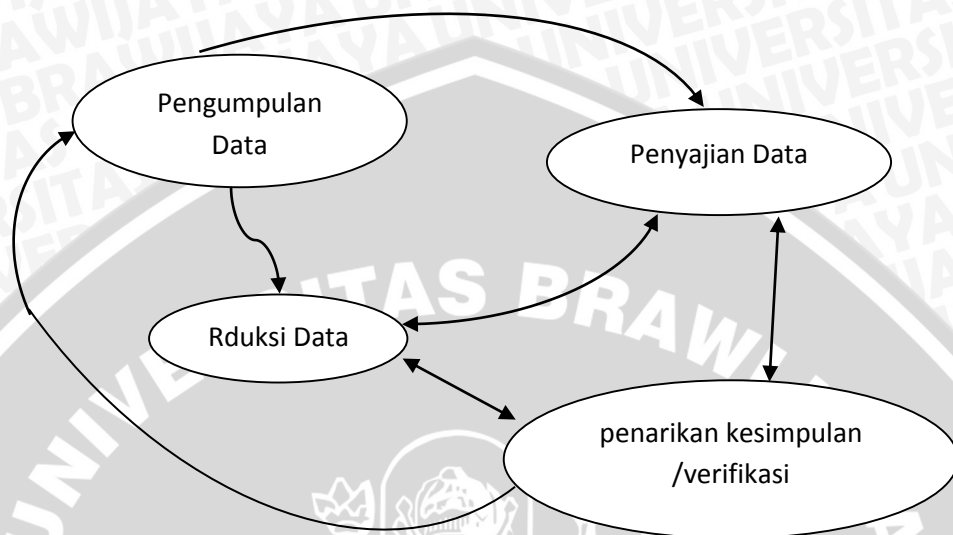 Pengumpulan
Data
Penyajian Data
Rduksi Data
penarikan kesimpulan
/verifikasi